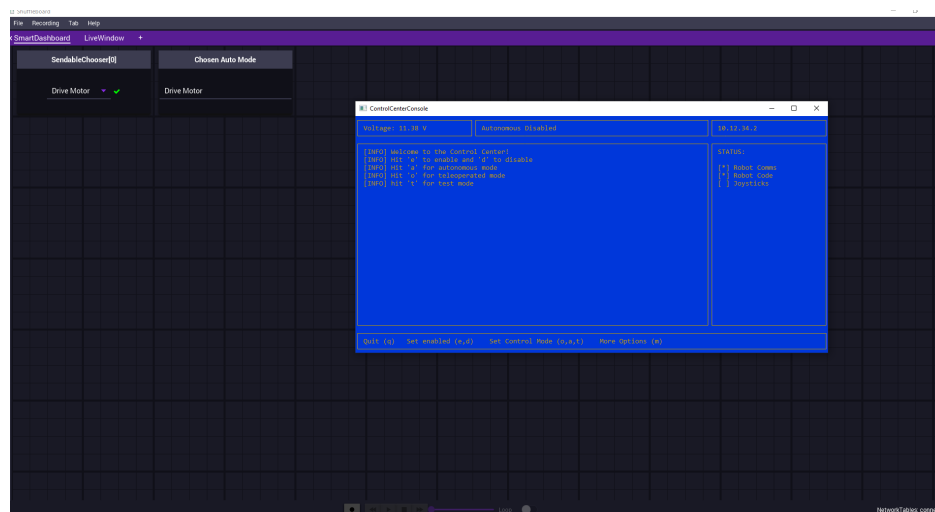 Shuffleboard
File Recording Tab Help
SmartDashboard LiveWindow +
SendableChooser[0]
Chosen Auto Mode
Drive Motor
Drive Motor
ControlCenterConsole
Voltage: 11.38 V
Autonomous Disabled
10.12.34.2
[INFO] Welcome to the Control Center!
[INFO] Hit 'e' to enable and 'd' to disable
[INFO] Hit 'a' for autonomous mode
[INFO] Hit 'o' for teleoperated mode
[INFO] hit 't' for test mode
STATUS:
[*] Robot Comms
[*] Robot Code
[ ] Joysticks
Quit (q) Set enabled (e,d) Set Control Mode (o,a,t) More Options (m)
Loop
NetworkTables: conne